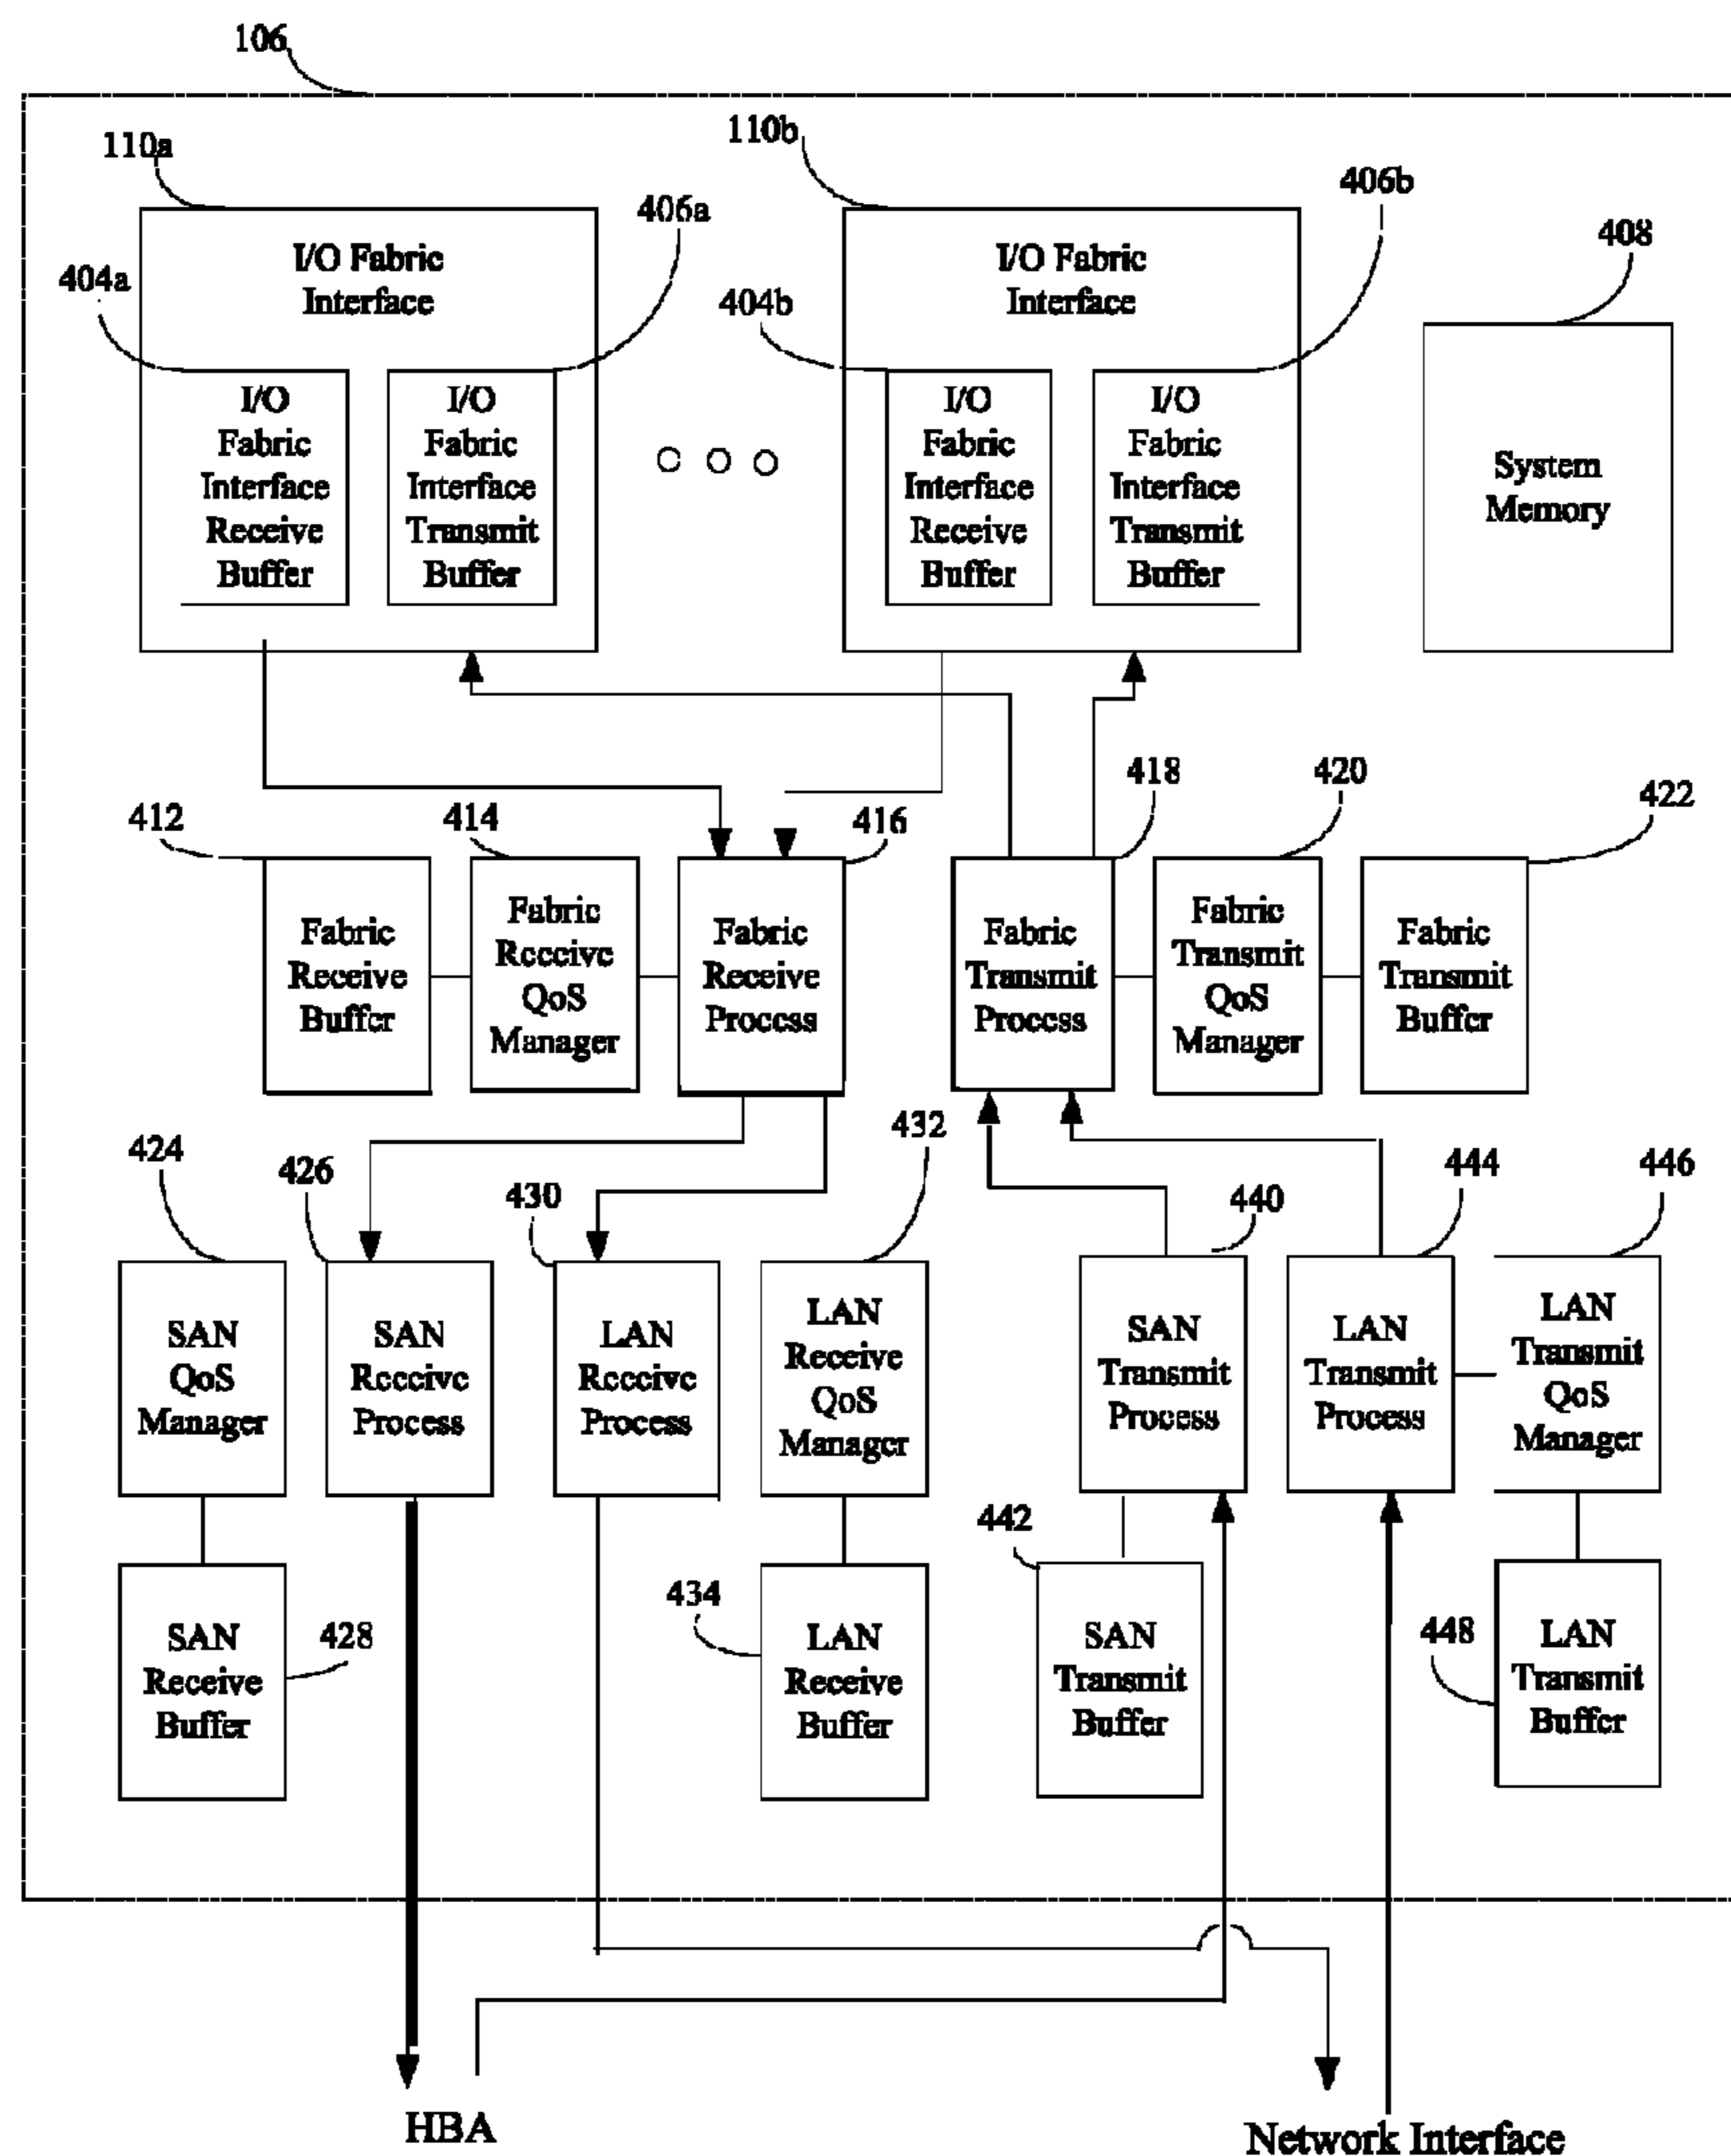 106
110a
110b
406a
406b
408
404a
404b
I/O Fabric
Interface
I/O Fabric
Interface
I/O
Fabric
Interface
Receive
Buffer
I/O
Fabric
Interface
Transmit
Buffer
I/O
Fabric
Interface
Receive
Buffer
I/O
Fabric
Interface
Transmit
Buffer
System
Memory
412
414
416
418
420
422
Fabric
Receive
Buffer
Fabric
Receive
QoS
Manager
Fabric
Receive
Process
Fabric
Transmit
Process
Fabric
Transmit
QoS
Manager
Fabric
Transmit
Buffer
424
426
430
432
440
444
446
SAN
QoS
Manager
SAN
Receive
Process
LAN
Receive
Process
LAN
Receive
QoS
Manager
SAN
Transmit
Process
LAN
Transmit
Process
LAN
Transmit
QoS
Manager
428
434
442
448
SAN
Receive
Buffer
LAN
Receive
Buffer
SAN
Transmit
Buffer
LAN
Transmit
Buffer
HBA
Network Interface